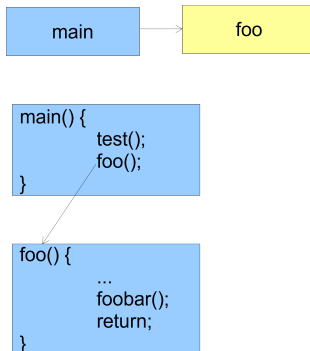 main
foo
main() {
test();
foo();
}
foo() {
...
foobar();
return;
}